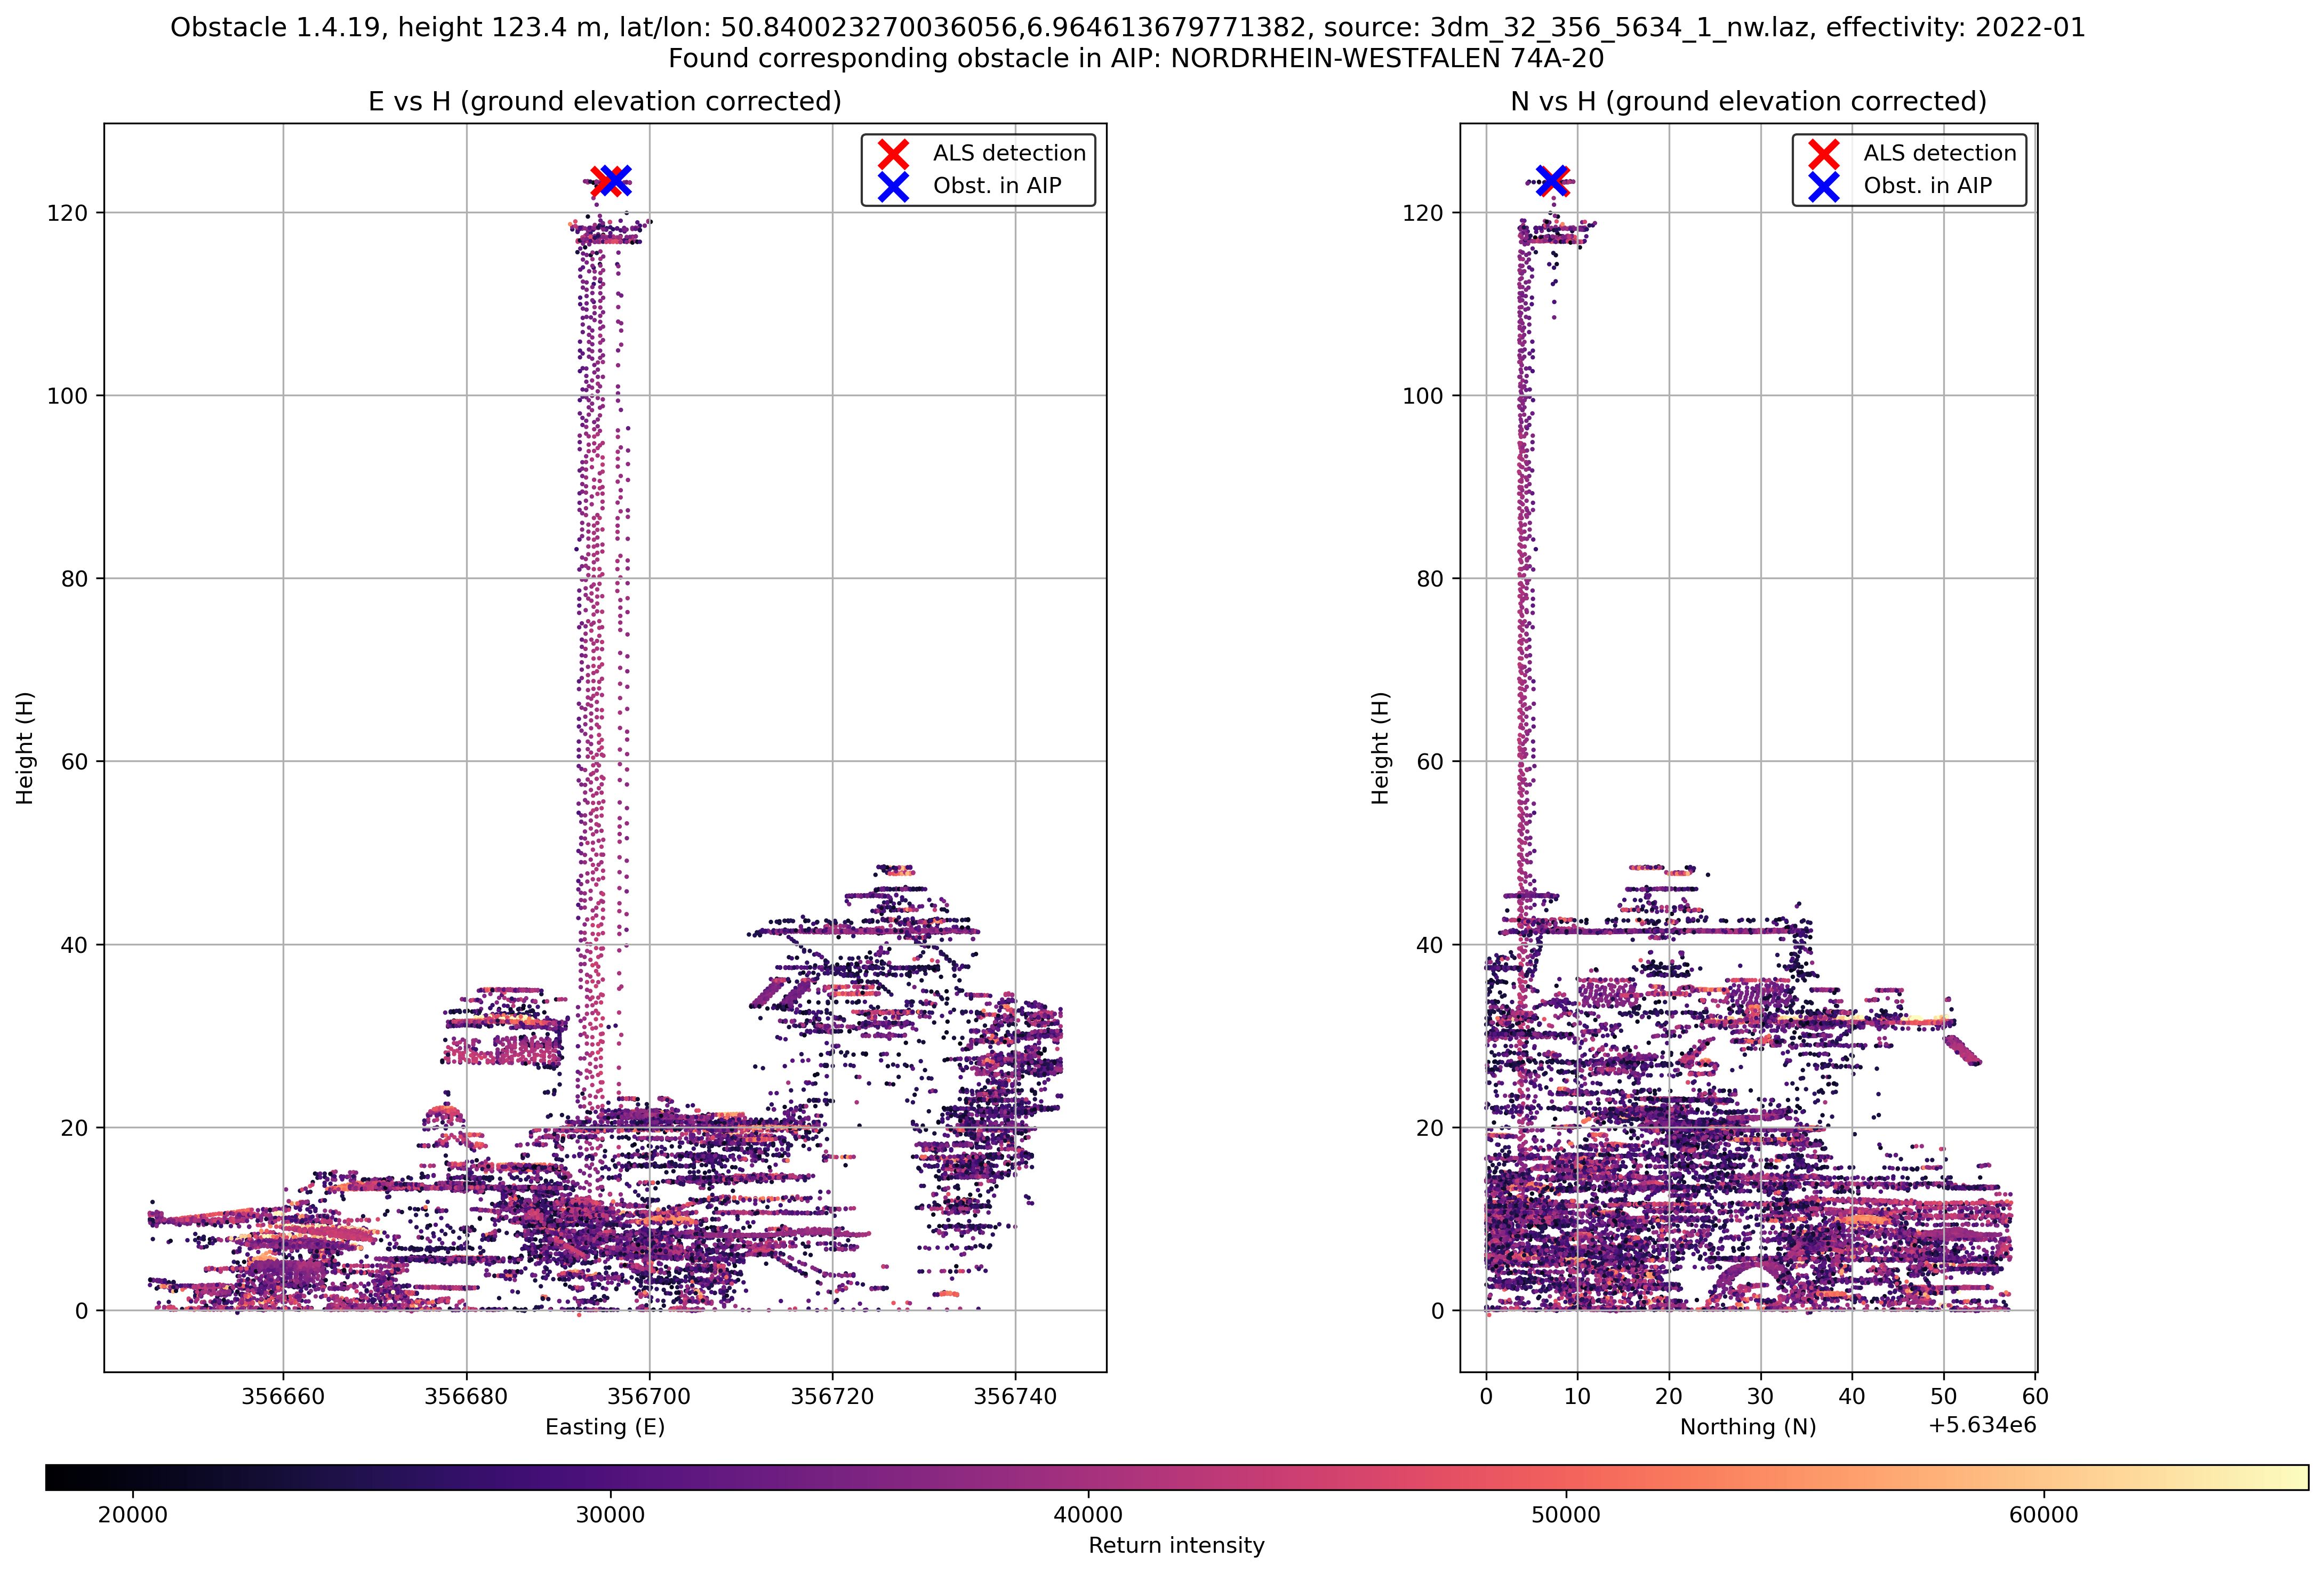 Obstacle 1.4.19, height 123.4 m, lat/lon: 50.840023270036056,6.964613679771382, source: 3dm_32_356_5634_1_nw.laz, effectivity: 2022-01
Found corresponding obstacle in AIP: NORDRHEIN-WESTFALEN 74A-20
E vs H (ground elevation corrected)
ALS detection
Obst. in AIP
120
100
80
60
40
20
0
Height (H)
356660 356680 356700 356720 356740
Easting (E)
N vs H (ground elevation corrected)
ALS detection
Obst. in AIP
120
100
80
60
40
20
0
Height (H)
0 10 20 30 40 50 60
Northing (N)
+5.634e6
20000 30000 40000 50000 60000
Return intensity